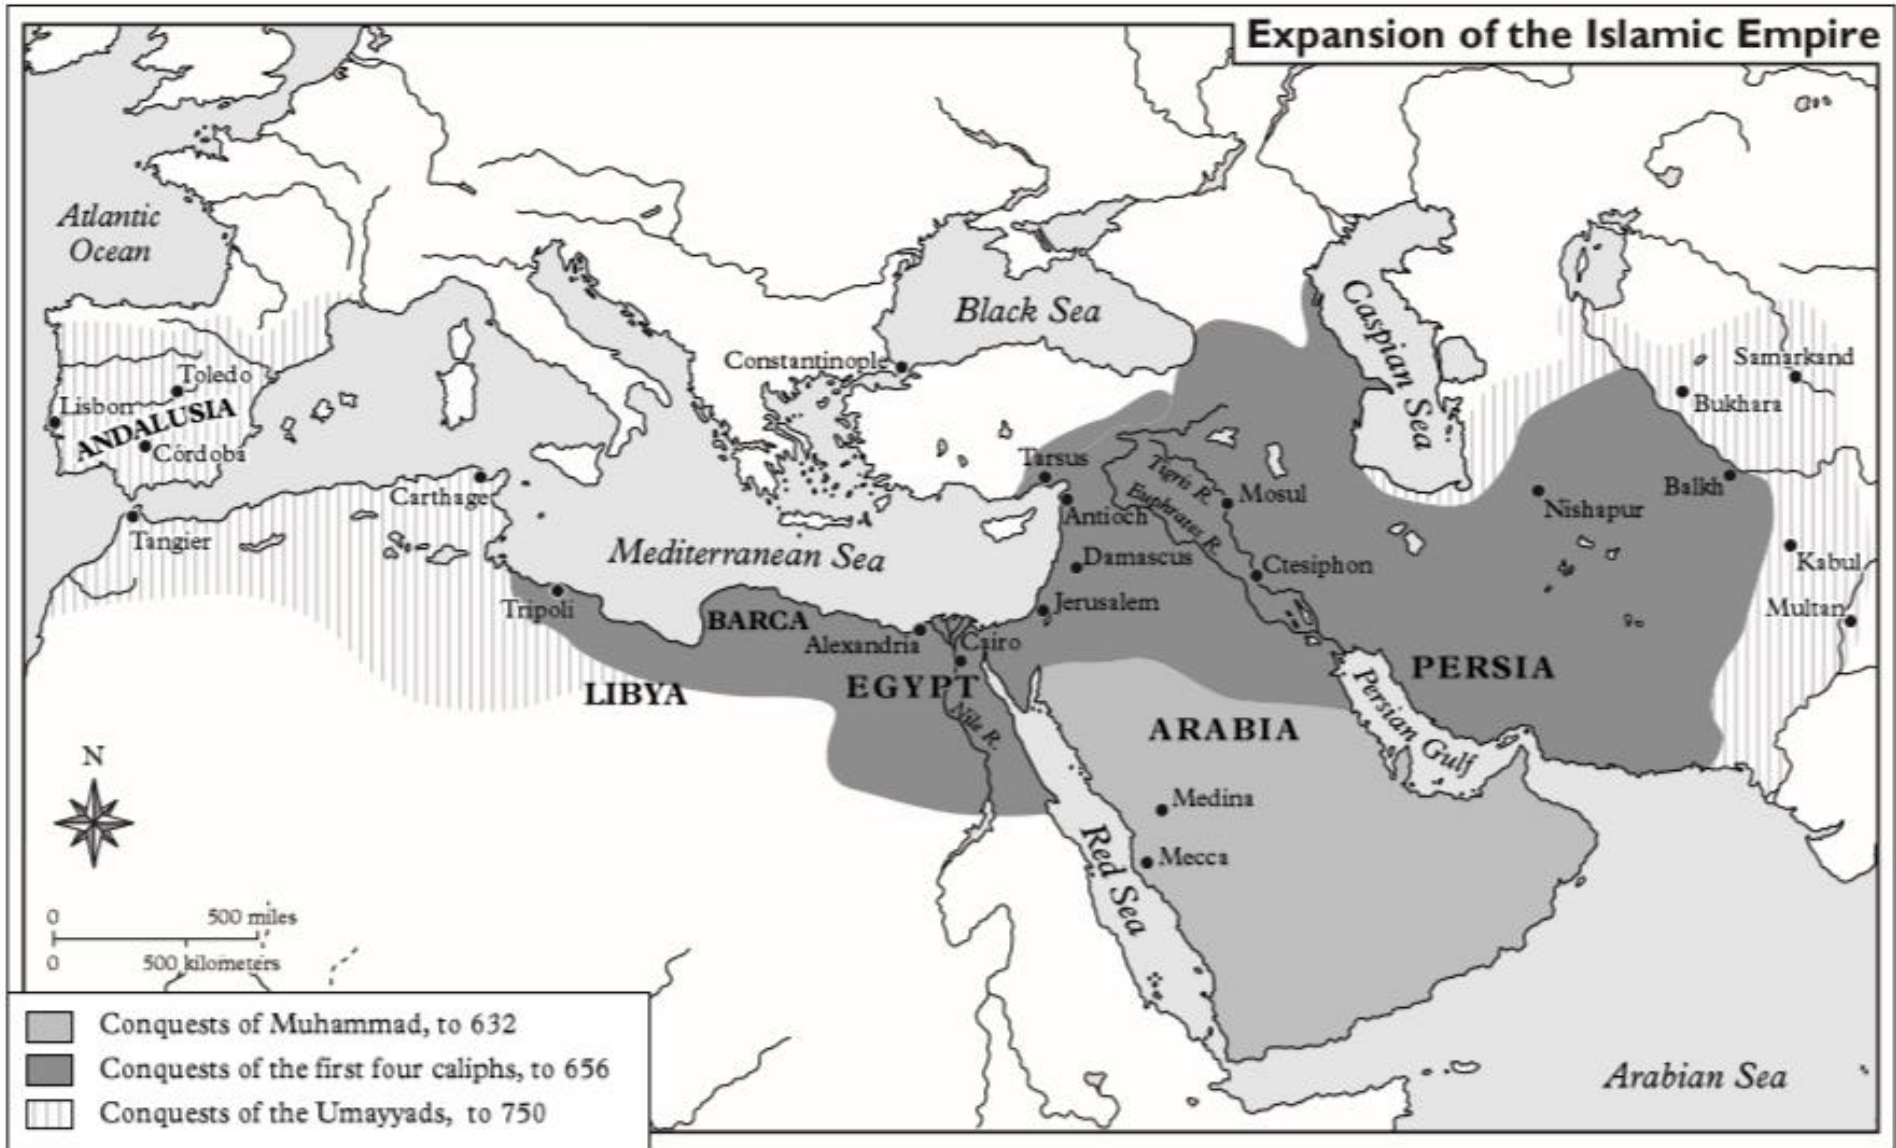 Expansion of the Islamic Empire
Atlantic
Ocean
Black Sea
Caspian Sea
Constantinople
Samarkand
Toledo
Bukhara
Lisbon
ANDALUSIA
Córdoba
Tarsus
Tigris R.
Mosul
Balkh
Carthage
Euphrates R.
Nishapur
Antioch
Tangier
Mediterranean Sea
Damascus
Ctesiphon
Kabul
Tripoli
BARCA
Jerusalem
Multan
Alexandria
Cairo
PERSIA
LIBYA
EGYPT
Nile R.
ARABIA
Persian Gulf
N
Medina
Mecca
Red Sea
0 500 miles
0 500 kilometers
Conquests of Muhammad, to 632
Conquests of the first four caliphs, to 656
Conquests of the Umayyads, to 750
Arabian Sea